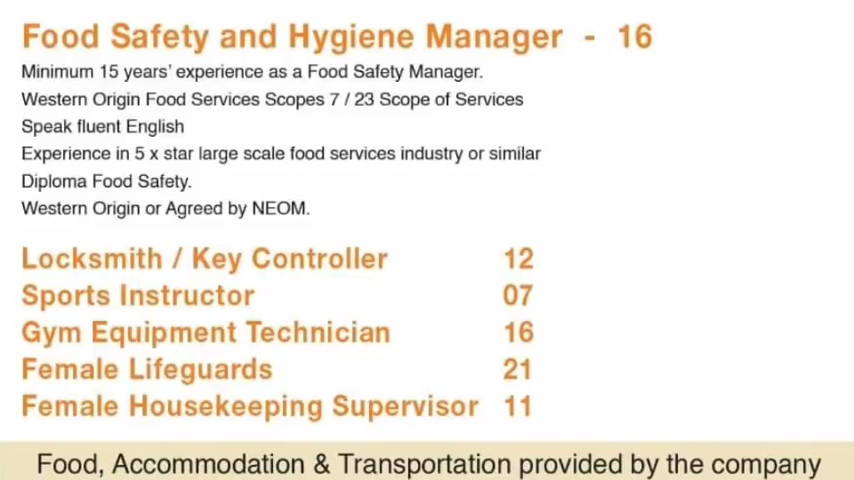 Food Safety and Hygiene Manager - 16
Minimum 15 years’ experience as a Food Safety Manager.
Western Origin Food Services Scopes 7 / 23 Scope of Services
Speak fluent English
Experience in 5 x star large scale food services industry or similar
Diploma Food Safety.
Western Origin or Agreed by NEOM.
Locksmith / Key Controller 12
Sports Instructor 07
Gym Equipment Technician 16
Female Lifeguards 21
Female Housekeeping Supervisor 11
Food, Accommodation & Transportation provided by the company